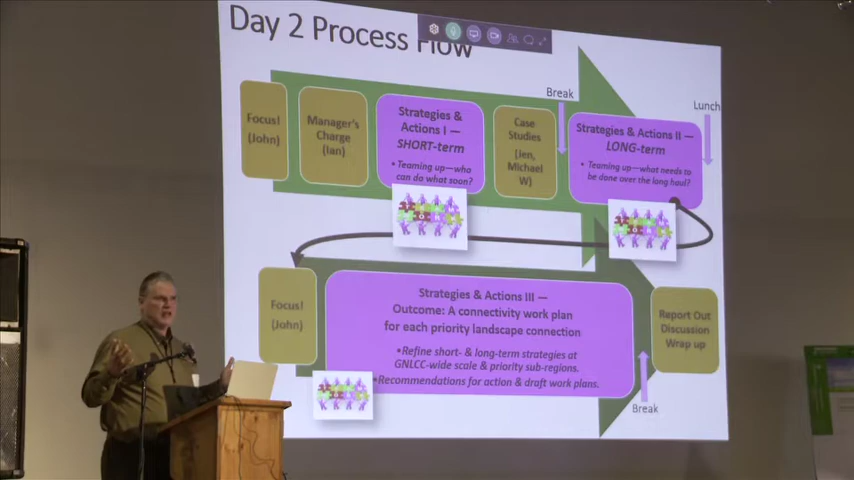 Day 2 Process Flow
Break
Lunch
Focus!
(John)
Manager's
Charge
(Ian)
Strategies &
Actions I —
SHORT-term
• Teaming up—who
can do what soon?
Case
Studies
(Jen,
Michael
W)
Strategies & Actions II —
LONG-term
• Teaming up—what needs to
be done over the long haul?
Focus!
(John)
Strategies & Actions III —
Outcome: A connectivity work plan
for each priority landscape connection
•Refine short- & long-term strategies at
GNLCC-wide scale & priority sub-regions.
•Recommendations for action & draft work plans.
Report Out
Discussion
Wrap up
Break